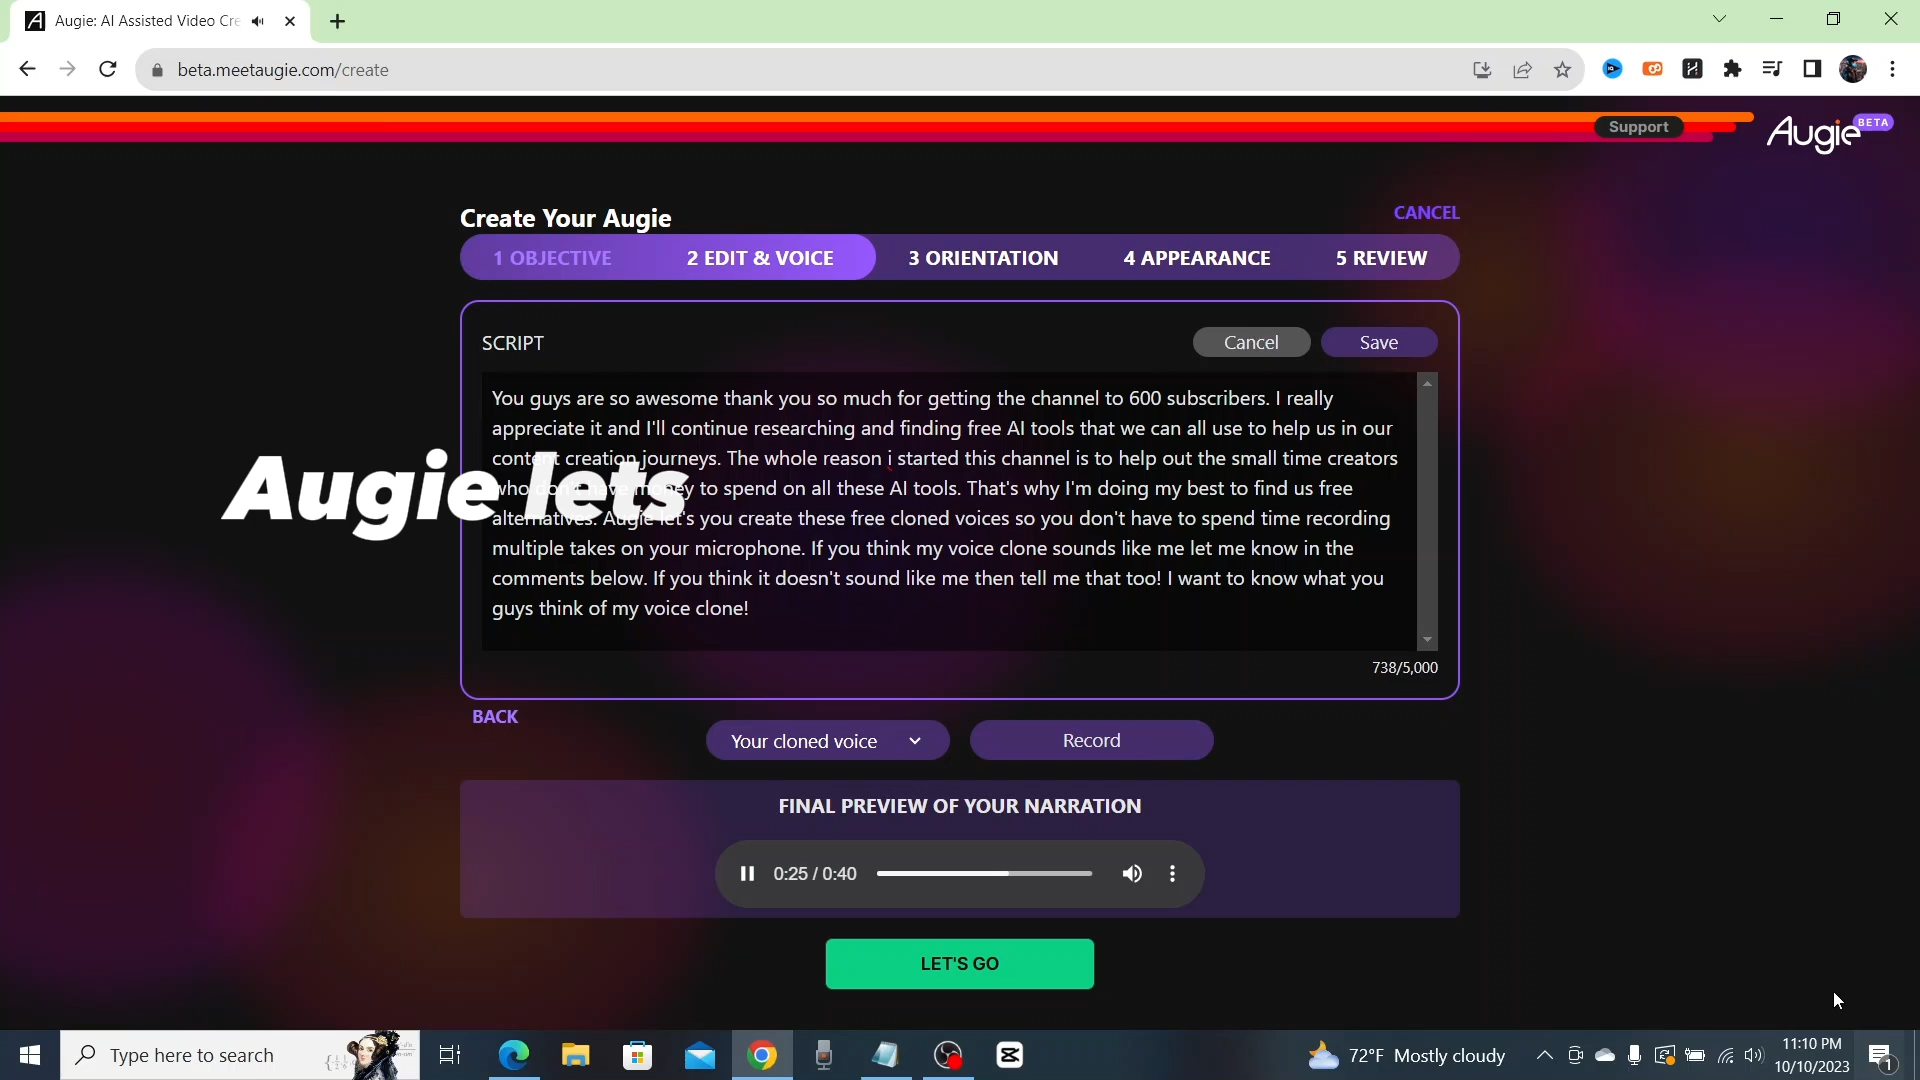 Augie: AI Assisted Video Cre
beta.meetaugie.com/create
Support
Augie BETA
Create Your Augie
CANCEL
1 OBJECTIVE 2 EDIT & VOICE 3 ORIENTATION 4 APPEARANCE 5 REVIEW
SCRIPT
Cancel
Save
You guys are so awesome thank you so much for getting the channel to 600 subscribers. I really
appreciate it and I'll continue researching and finding free AI tools that we can all use to help us in our
content creation journeys. The whole reason i started this channel is to help out the small time creators
who don't have money to spend on all these AI tools. That's why I'm doing my best to find us free
alternatives. Augie let's you create these free cloned voices so you don't have to spend time recording
multiple takes on your microphone. If you think my voice clone sounds like me let me know in the
comments below. If you think it doesn't sound like me then tell me that too! I want to know what you
guys think of my voice clone!
Augie lets
738/5,000
BACK
Your cloned voice
Record
FINAL PREVIEW OF YOUR NARRATION
0:25 / 0:40
LET'S GO
Type here to search
72°F Mostly cloudy
11:10 PM
10/10/2023
1